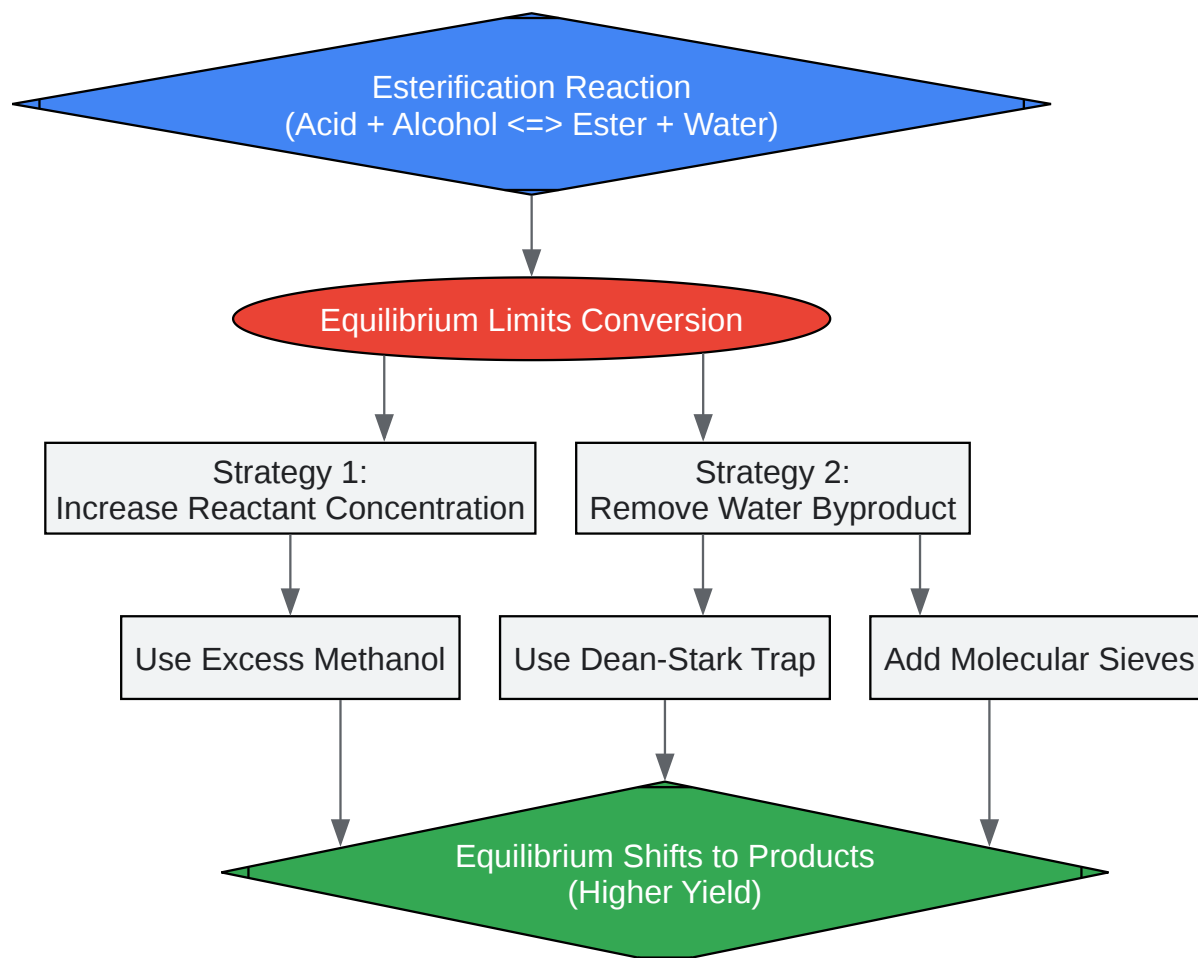 Esterification Reaction
(Acid + Alcohol <=> Ester + Water)
Equilibrium Limits Conversion
Strategy 1:
Increase Reactant Concentration
Strategy 2:
Remove Water Byproduct
Use Excess Methanol
Use Dean-Stark Trap
Add Molecular Sieves
Equilibrium Shifts to Products
(Higher Yield)